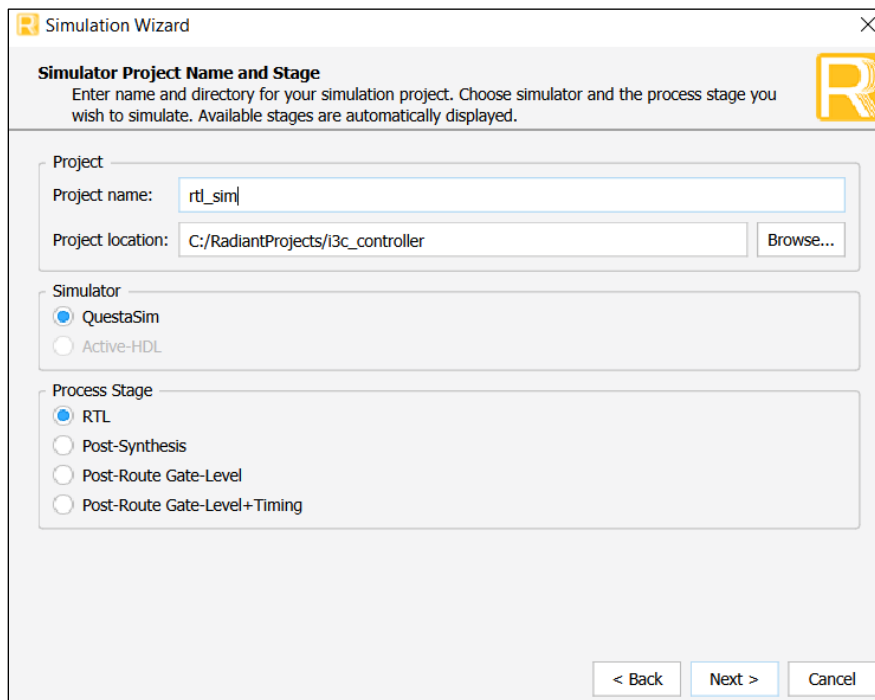 Simulation Wizard
Simulator Project Name and Stage
Enter name and directory for your simulation project. Choose simulator and the process stage you
wish to simulate. Available stages are automatically displayed.
Project
Project name: rtl_sim
Project location: C:/RadiantProjects/i3c_controller Browse...
Simulator
QuestaSim
Active-HDL
Process Stage
RTL
Post-Synthesis
Post-Route Gate-Level
Post-Route Gate-Level+Timing
< Back Next > Cancel